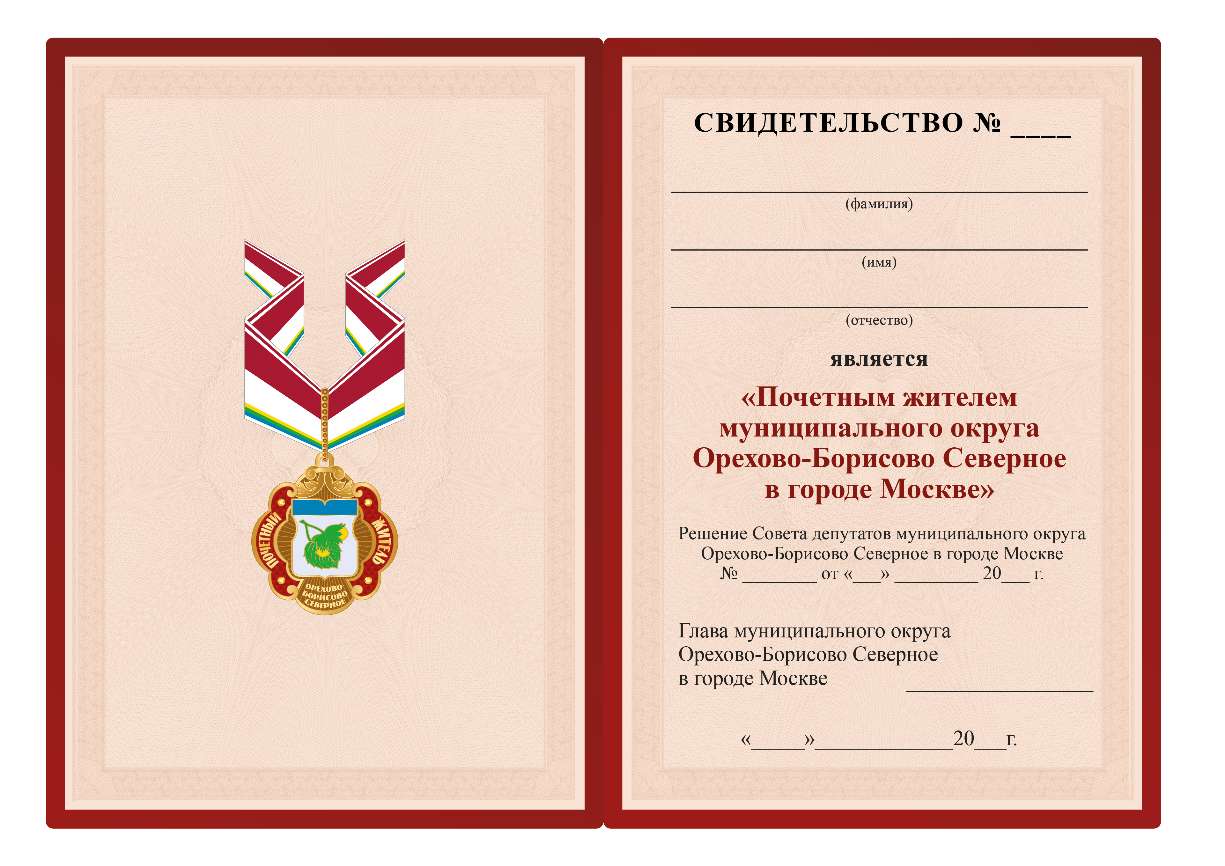 ПОЧЕТНЫЙ ЖИТЕЛЬ
ОРЕХОВО-
БОРИСОВО
СЕВЕРНОЕ
СВИДЕТЕЛЬСТВО № ____
(фамилия)
(имя)
(отчество)
является
«Почетным жителем
муниципального округа
Орехово-Борисово Северное
в городе Москве»
Решение Совета депутатов муниципального округа
Орехово-Борисово Северное в городе Москве
№ _________ от «___» __________ 20___ г.
Глава муниципального округа
Орехово-Борисово Северное
в городе Москве
«_____»_____________20___г.